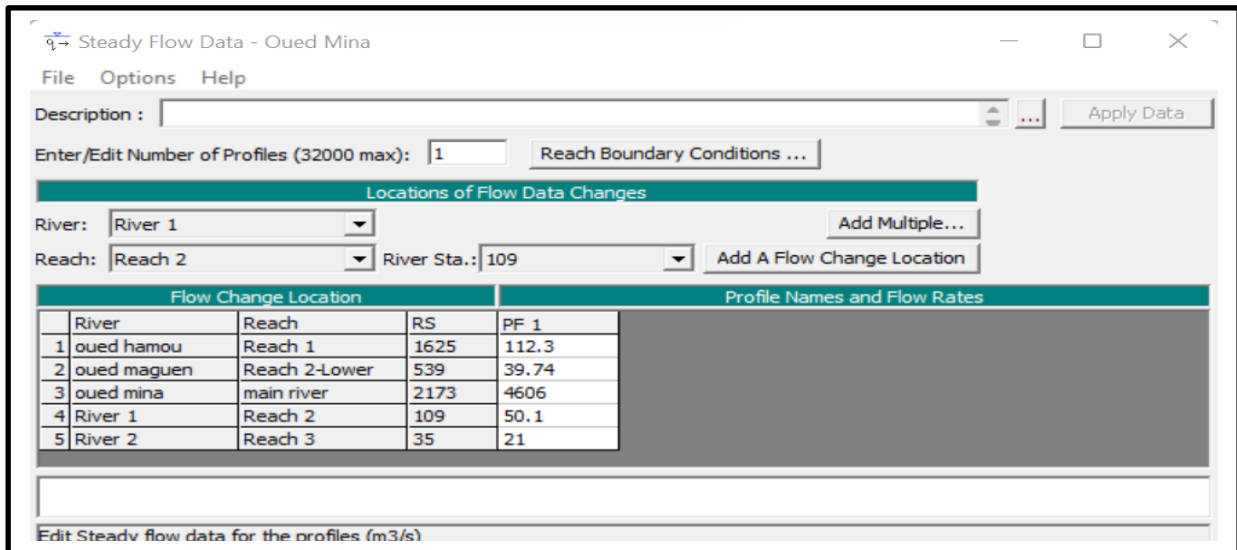 Steady Flow Data - Oued Mina
File Options Help
Description : ... Apply Data
Enter/Edit Number of Profiles (32000 max): 1 Reach Boundary Conditions ...
Locations of Flow Data Changes
River: River 1 Add Multiple...
Reach: Reach 2 River Sta.: 109 Add A Flow Change Location
Flow Change Location Profile Names and Flow Rates
River Reach RS PF 1
1 oued hamou Reach 1 1625 112.3
2 oued maguen Reach 2-Lower 539 39.74
3 oued mina main river 2173 4606
4 River 1 Reach 2 109 50.1
5 River 2 Reach 3 35 21
Edit Steady flow data for the profiles (m3/s)